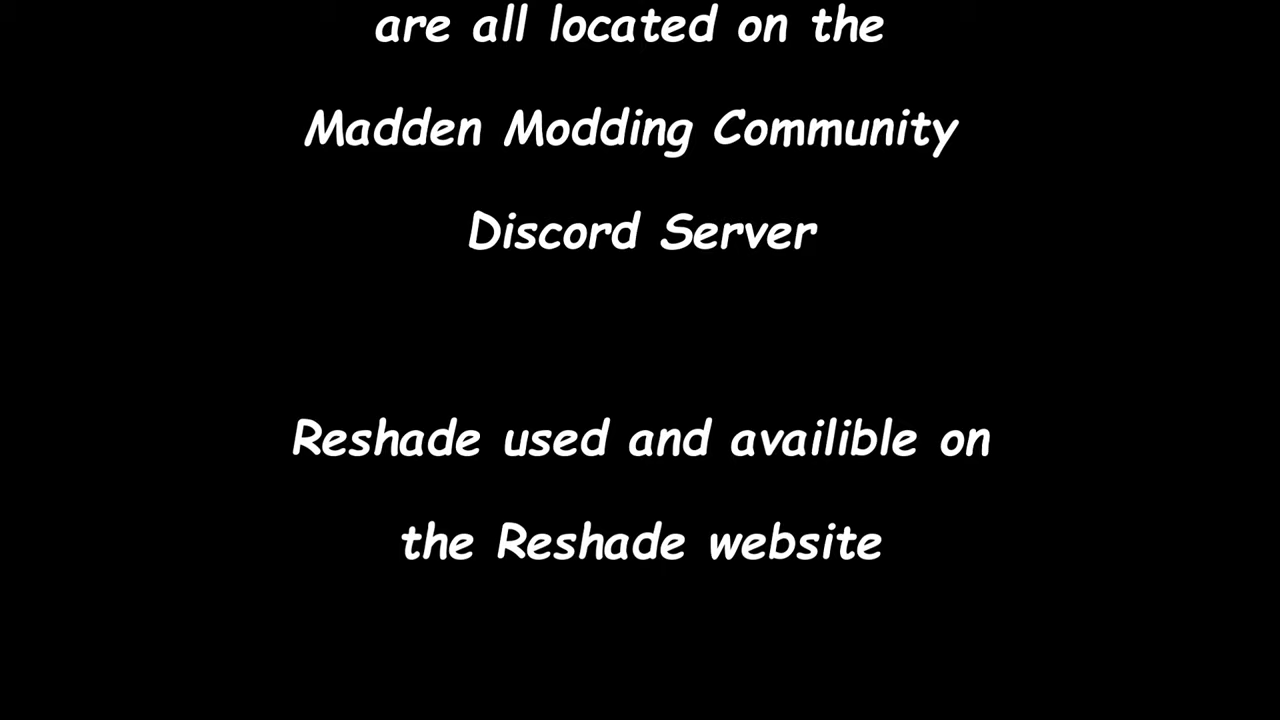 are all located on the
Madden Modding Community
Discord Server
Reshade used and availible on
the Reshade website